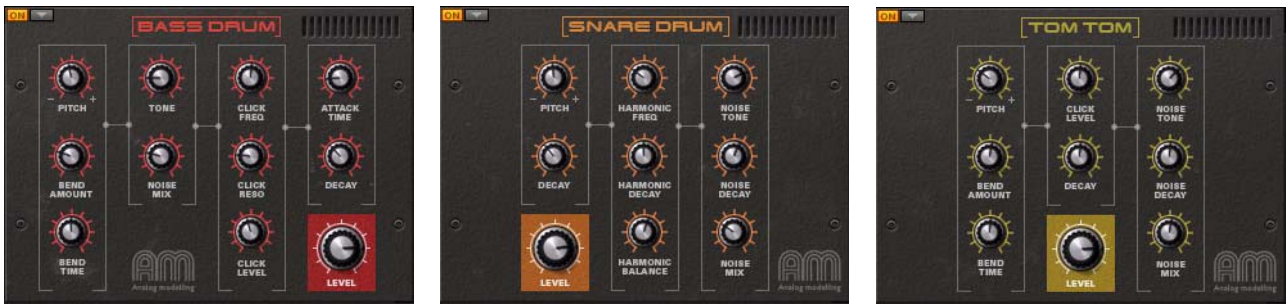 ON
BASS DRUM
PITCH
TONE
CLICK
FREQ
ATTACK
TIME
BEND
AMOUNT
NOISE
MIX
CLICK
RESO
DECAY
BEND
TIME
AM
Analog modelling
CLICK
LEVEL
LEVEL
ON
SNARE DRUM
- PITCH +
HARMONIC
FREQ
NOISE
TONE
DECAY
HARMONIC
DECAY
NOISE
DECAY
LEVEL
HARMONIC
BALANCE
NOISE
MIX
AM
Analog modelling
ON
TOM TOM
- PITCH +
CLICK
LEVEL
NOISE
TONE
BEND
AMOUNT
DECAY
NOISE
DECAY
BEND
TIME
LEVEL
NOISE
MIX
AM
Analog modelling